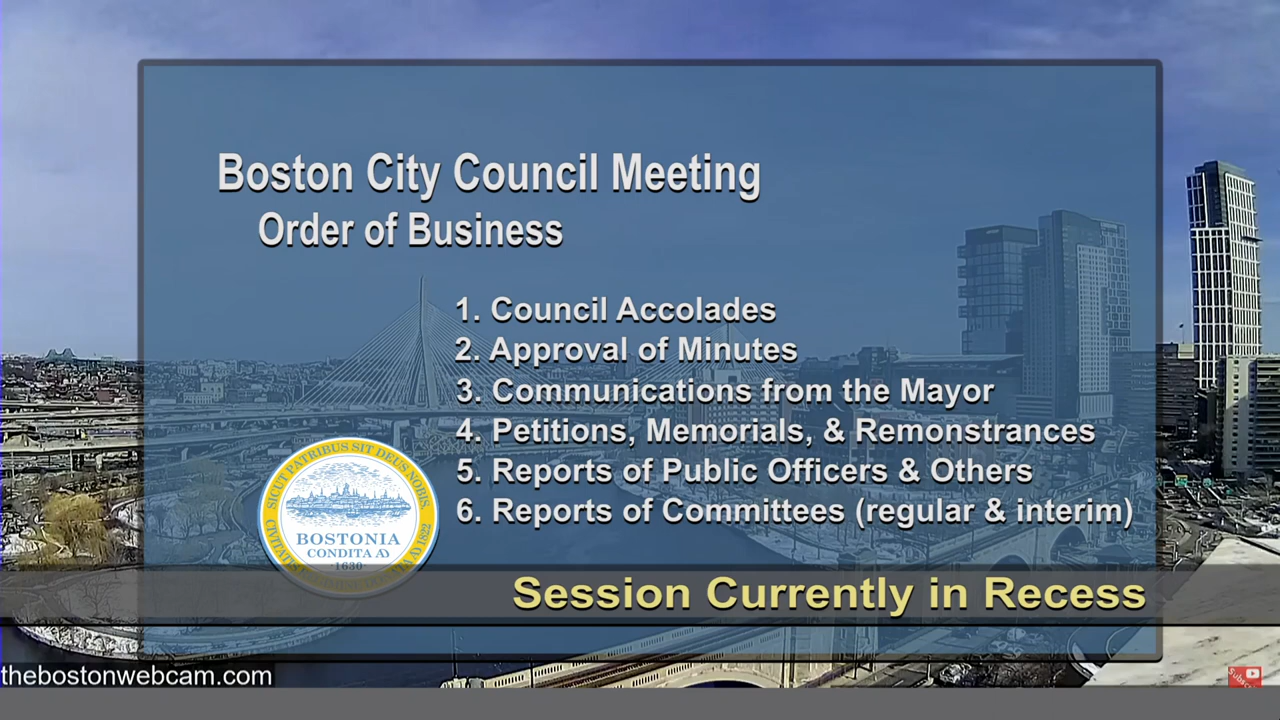 Boston City Council Meeting
Order of Business
1. Council Accolades
2. Approval of Minutes
3. Communications from the Mayor
4. Petitions, Memorials, & Remonstrances
5. Reports of Public Officers & Others
6. Reports of Committees (regular & interim)
SICUT PATRIBUS SIT DEUS NOBIS
BOSTONIA
CONDITA AD
1630
Session Currently in Recess
thebostonwebcam.com